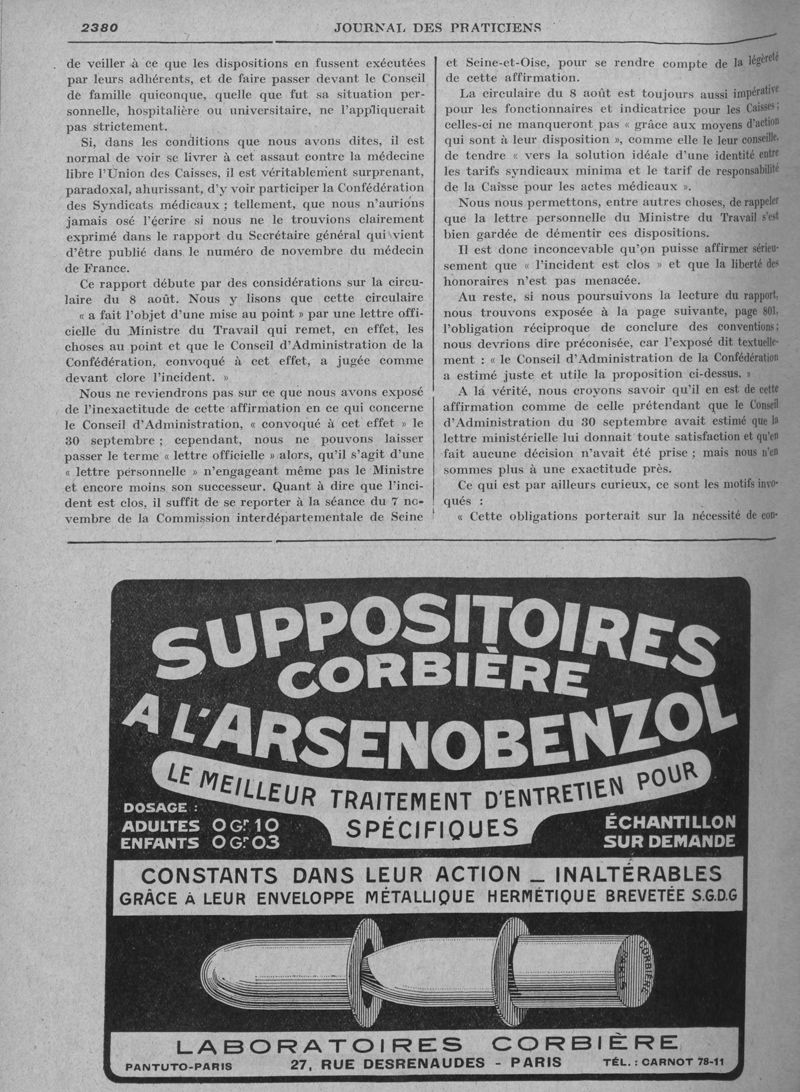 2380
JOURNAL DES PRATICIENS
de veiller à ce que les dispositions en fussent exécutées
par leurs adhérents, et de faire passer devant le Conseil
de famille quiconque, quelle que fut sa situation per-
sonnelle, hospitalière ou universitaire, ne l'appliquerait
pas strictement.
Si, dans les conditions que nous avons dites, il est
normal de voir se livrer à cet assaut contre la médecine
libre l'Union des Caisses, il est véritablement surprenant,
paradoxal, ahurissant, d'y voir participer la Confédération
des Syndicats médicaux ; tellement, que nous n'aurions
jamais osé l'écrire si nous ne le trouvions clairement
exprimé dans le rapport du Secrétaire général qui vient
d'être publié dans le numéro de novembre du médecin
de France.
Ce rapport débute par des considérations sur la circu-
laire du 8 août. Nous y lisons que cette circulaire
« a fait l'objet d'une mise au point » par une lettre offi-
cielle du Ministre du Travail qui remet, en effet, les
choses au point et que le Conseil d'Administration de la
Confédération, convoqué à cet effet, a jugée comme
devant clore l'incident. »
Nous ne reviendrons pas sur ce que nous avons exposé
de l'inexactitude de cette affirmation en ce qui concerne
le Conseil d'Administration, « convoqué à cet effet » le
30 septembre ; cependant, nous ne pouvons laisser
passer le terme « lettre officielle » alors, qu'il s'agit d'une
« lettre personnelle » n'engageant même pas le Ministre
et encore moins son successeur. Quant à dire que l'inci-
dent est clos, il suffit de se reporter à la séance du 7 no-
vembre de la Commission interdépartementale de Seine
et Seine-et-Oise, pour se rendre compte de la légèreté
de cette affirmation.
La circulaire du 8 août est toujours aussi impérative
pour les fonctionnaires et indicatrice pour les Caisses ;
celles-ci ne manqueront pas « grâce aux moyens d'action
qui sont à leur disposition », comme elle le leur conseille,
de tendre « vers la solution idéale d'une identité entre
les tarifs syndicaux minima et le tarif de responsabilité
de la Caisse pour les actes médicaux ».
Nous nous permettons, entre autres choses, de rappeler
que la lettre personnelle du Ministre du Travail s'est
bien gardée de démentir ces dispositions.
Il est donc inconcevable qu'on puisse affirmer sérieu-
sement que « l'incident est clos » et que la liberté des
honoraires n'est pas menacée.
Au reste, si nous poursuivons la lecture du rapport,
nous trouvons exposée à la page suivante, page 801,
l'obligation réciproque de conclure des conventions ;
nous devrions dire préconisée, car l'exposé dit textuelle-
ment : « le Conseil d'Administration de la Confédération
a estimé juste et utile la proposition ci-dessus. »
A la vérité, nous croyons savoir qu'il en est de cette
affirmation comme de celle prétendant que le Conseil
d'Administration du 30 septembre avait estimé que la
lettre ministérielle lui donnait toute satisfaction et qu'en
fait aucune décision n'avait été prise ; mais nous n'en
sommes plus à une exactitude près.
Ce qui est par ailleurs curieux, ce sont les motifs invo-
qués :
« Cette obligations porterait sur la nécessité de con-
SUPPOSITOIRES
CORBIÈRE
A L'ARSENOBENZOL
LE MEILLEUR TRAITEMENT D'ENTRETIEN POUR
SPÉCIFIQUES
DOSAGE :
ADULTES 0 Gr 10
ENFANTS 0 Gr 03
ÉCHANTILLON
SUR DEMANDE
CONSTANTS DANS LEUR ACTION _ INALTÉRABLES
GRÂCE A LEUR ENVELOPPE MÉTALLIQUE HERMÉTIQUE BREVETÉE S.G.D.G
CORBIÈRE
PARIS
LABORATOIRES CORBIÈRE
PANTUTO-PARIS
27, RUE DESRENAUDES - PARIS
TÉL. : CARNOT 78-11